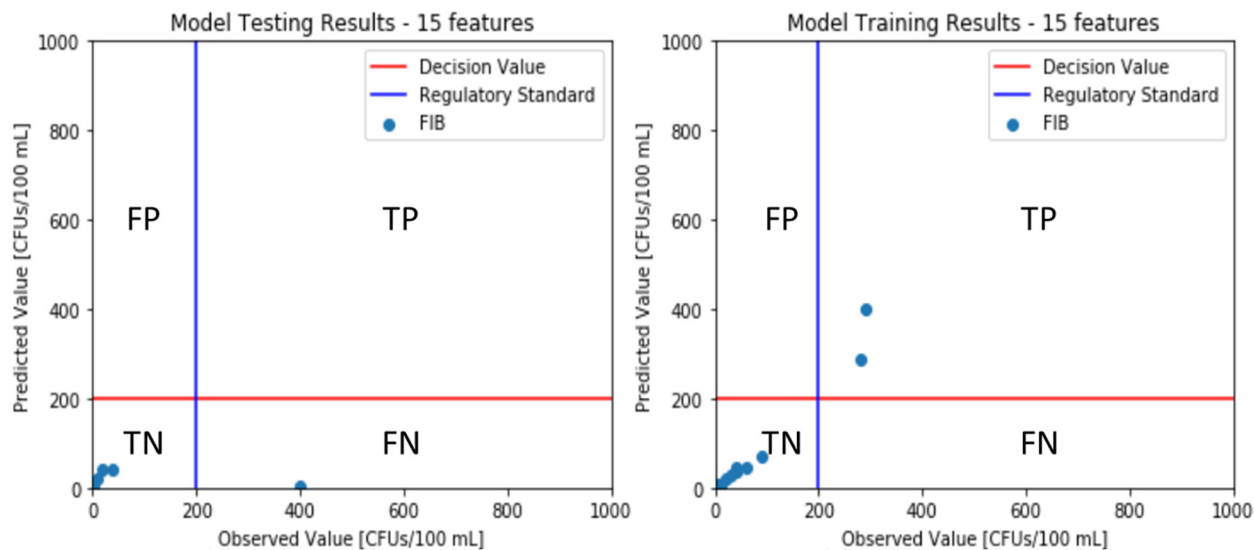 Model Testing Results - 15 features
1000
800
600
400
200
0
Predicted Value [CFUs/100 mL]
Decision Value
Regulatory Standard
FIB
FP
TP
TN
FN
0
200
400
600
800
1000
Observed Value [CFUs/100 mL]
Model Training Results - 15 features
1000
800
600
400
200
0
Predicted Value [CFUs/100 mL]
Decision Value
Regulatory Standard
FIB
FP
TP
TN
FN
0
200
400
600
800
1000
Observed Value [CFUs/100 mL]